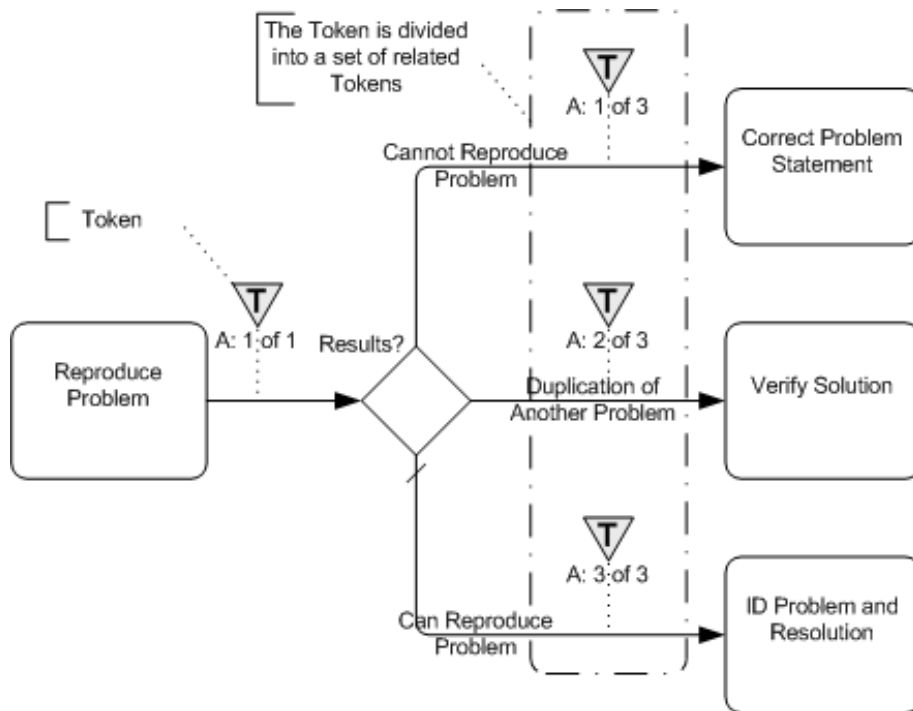 The Token is divided
into a set of related
Tokens
T
A: 1 of 3
Cannot Reproduce
Problem
Correct Problem
Statement
Token
T
A: 1 of 1
Reproduce
Problem
Results?
T
A: 2 of 3
Duplication of
Another Problem
Verify Solution
T
A: 3 of 3
Can Reproduce
Problem
ID Problem and
Resolution